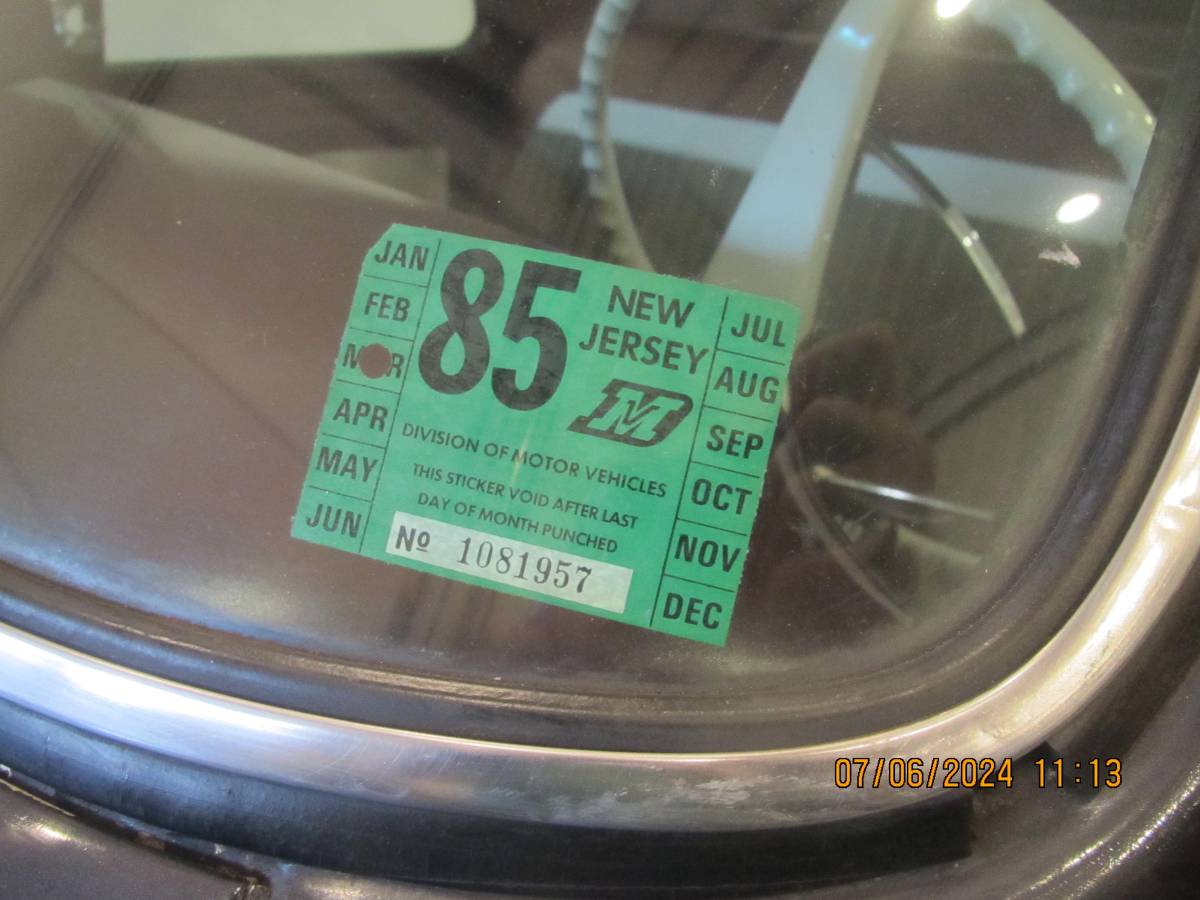 JAN
FEB
MAR
APR
MAY
JUN
85
NEW
JERSEY
DIVISION OF MOTOR VEHICLES
THIS STICKER VOID AFTER LAST
DAY OF MONTH PUNCHED
Nº 1081957
JUL
AUG
SEP
OCT
NOV
DEC
07/06/2024 11:13